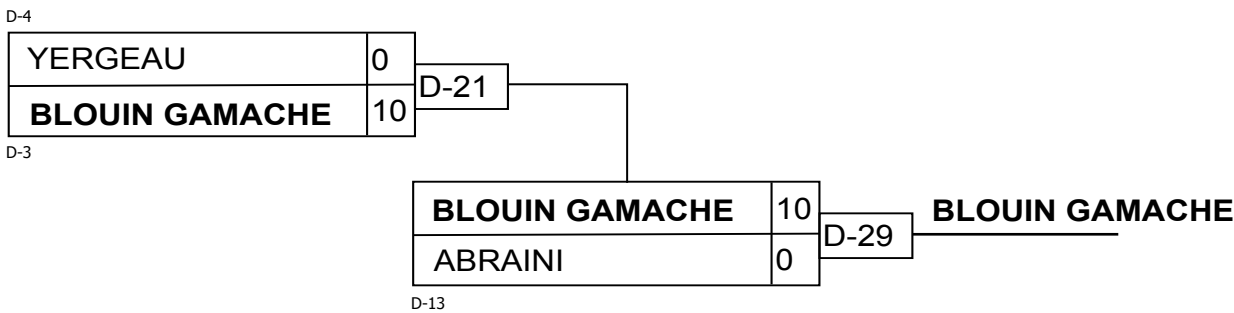 D-4
YERGEAU 0
D-21
BLOUIN GAMACHE 10
D-3
BLOUIN GAMACHE 10
BLOUIN GAMACHE
D-29
ABRAINI 0
D-13